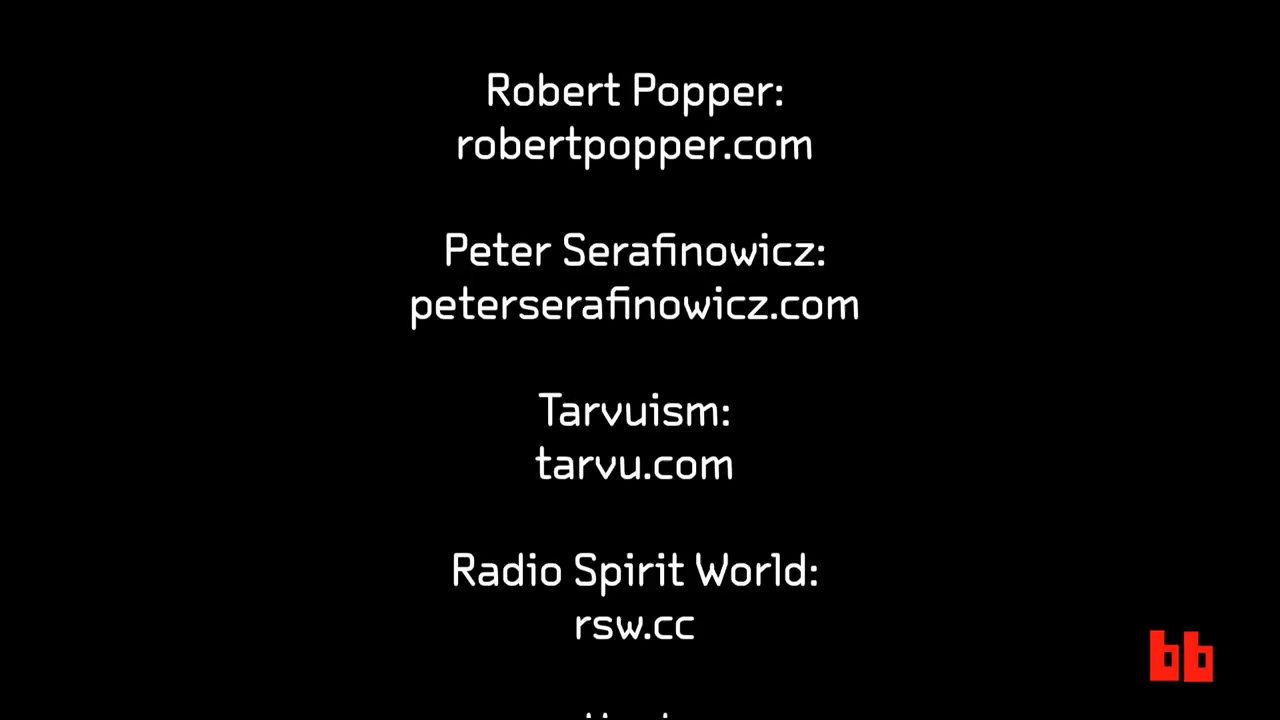 Robert Popper:
robertpopper.com
Peter Serafinowicz:
peterserafinowicz.com
Tarvuism:
tarvu.com
Radio Spirit World:
rsw.cc
bb